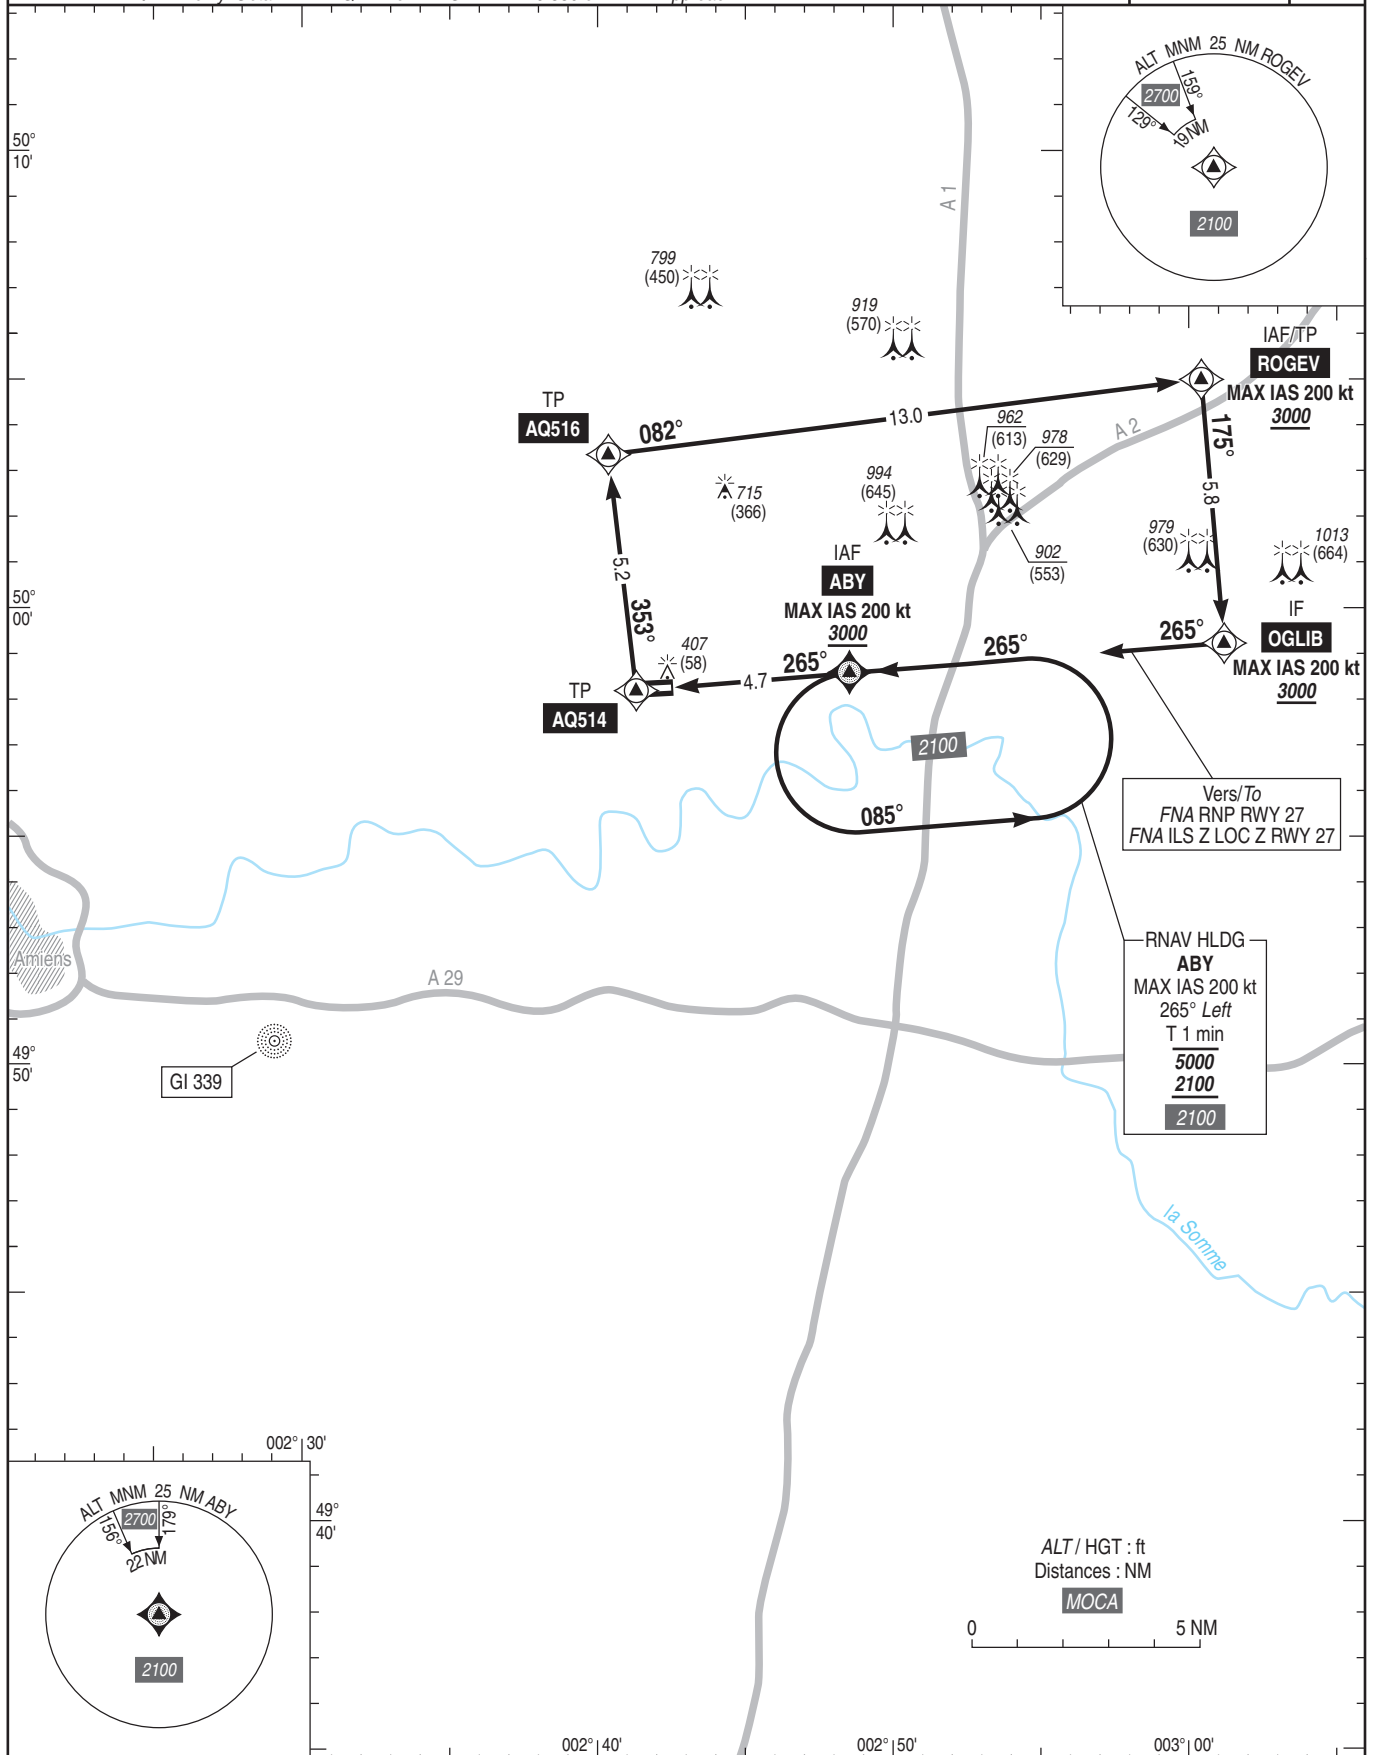 ALT MNM 25 NM ROGEV
2700
159°
129°
19 NM
2100
50°
10'
A 1
799
(450)
919
(570)
IAF/TP
ROGEV
MAX IAS 200 kt
3000
TP
AQ516
082°
13.0
962
(613)
978
(629)
A 2
175°
715
(366)
994
(645)
5.8
979
(630)
1013
(664)
902
(553)
5.2
IAF
ABY
MAX IAS 200 kt
3000
50°
00'
353°
407
(58)
265°
265°
265°
IF
OGLIB
MAX IAS 200 kt
3000
4.7
TP
AQ514
2100
085°
Vers/To
FNA RNP RWY 27
FNA ILS Z LOC Z RWY 27
Amiens
A 29
RNAV HLDG
ABY
MAX IAS 200 kt
265° Left
T 1 min
5000
2100
2100
49°
50'
GI 339
la Somme
002° 30'
ALT MNM 25 NM ABY
2700
156°
179°
22 NM
2100
49°
40'
ALT / HGT : ft
Distances : NM
MOCA
0 5 NM
002° 40'
002° 50'
003° 00'